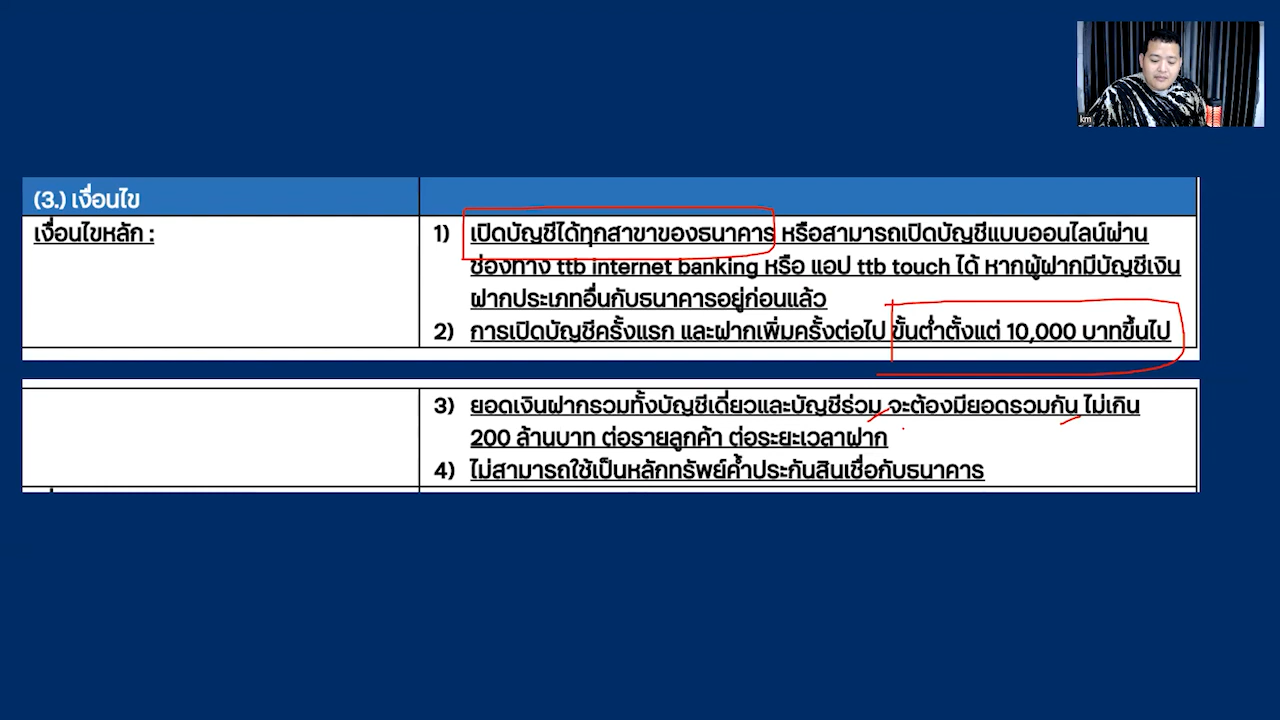 km
(3.) เงื่อนไข
เงื่อนไขหลัก :
1) เปิดบัญชีได้ทุกสาขาของธนาคาร หรือสามารถเปิดบัญชีแบบออนไลน์ผ่าน
ช่องทาง ttb internet banking หรือ แอป ttb touch ได้ หากผู้ฝากมีบัญชีเงิน
ฝากประเภทอื่นกับธนาคารอยู่ก่อนแล้ว
2) การเปิดบัญชีครั้งแรก และฝากเพิ่มครั้งต่อไป ขั้นต่ำตั้งแต่ 10,000 บาทขึ้นไป
3) ยอดเงินฝากรวมทั้งบัญชีเดี่ยวและบัญชีร่วม จะต้องมียอดรวมกัน ไม่เกิน
200 ล้านบาท ต่อรายลูกค้า ต่อระยะเวลาฝาก
4) ไม่สามารถใช้เป็นหลักทรัพย์ค้ำประกันสินเชื่อกับธนาคาร